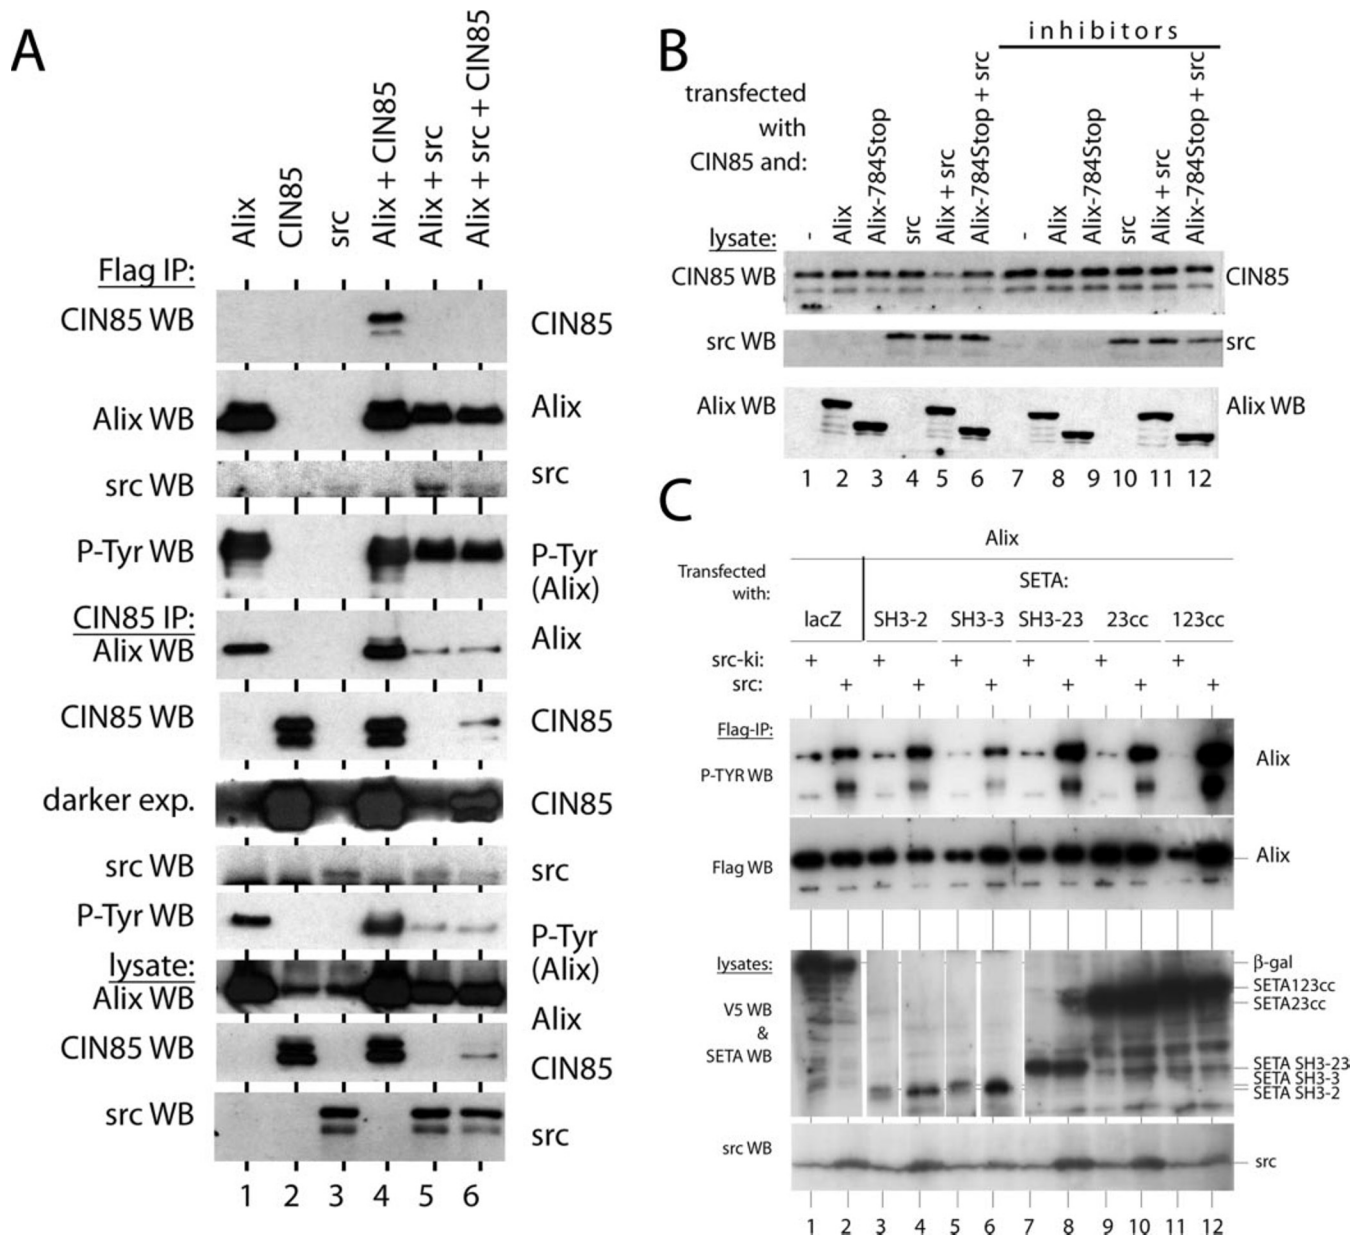 A
Alix
CIN85
src
Alix + CIN85
Alix + src
Alix + src + CIN85
Flag IP:
CIN85 WB
CIN85
Alix WB
Alix
src WB
src
P-Tyr WB
P-Tyr
(Alix)
CIN85 IP:
Alix WB
Alix
CIN85 WB
CIN85
darker exp.
CIN85
src WB
src
P-Tyr WB
P-Tyr
(Alix)
lysate:
Alix WB
Alix
CIN85 WB
CIN85
src WB
src
1 2 3 4 5 6
B
inhibitors
transfected
with
CIN85 and:
-
Alix
Alix-784Stop
src
Alix + src
Alix-784Stop + src
-
Alix
Alix-784Stop
src
Alix + src
Alix-784Stop + src
lysate:
CIN85 WB
CIN85
src WB
src
Alix WB
Alix WB
1 2 3 4 5 6 7 8 9 10 11 12
C
Alix
Transfected
with:
SETA:
lacZ SH3-2 SH3-3 SH3-23 23cc 123cc
src-ki: + + + + + +
src: + + + + + +
Flag-IP:
P-TYR WB
Alix
Flag WB
Alix
lysates:
V5 WB
&
SETA WB
β-gal
SETA123cc
SETA23cc
SETA SH3-23
SETA SH3-3
SETA SH3-2
src WB
src
1 2 3 4 5 6 7 8 9 10 11 12